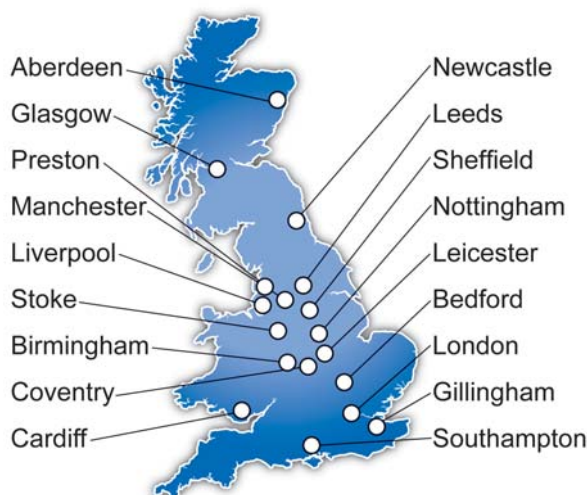 Aberdeen
Glasgow
Preston
Manchester
Liverpool
Stoke
Birmingham
Coventry
Cardiff
Newcastle
Leeds
Sheffield
Nottingham
Leicester
Bedford
London
Gillingham
Southampton